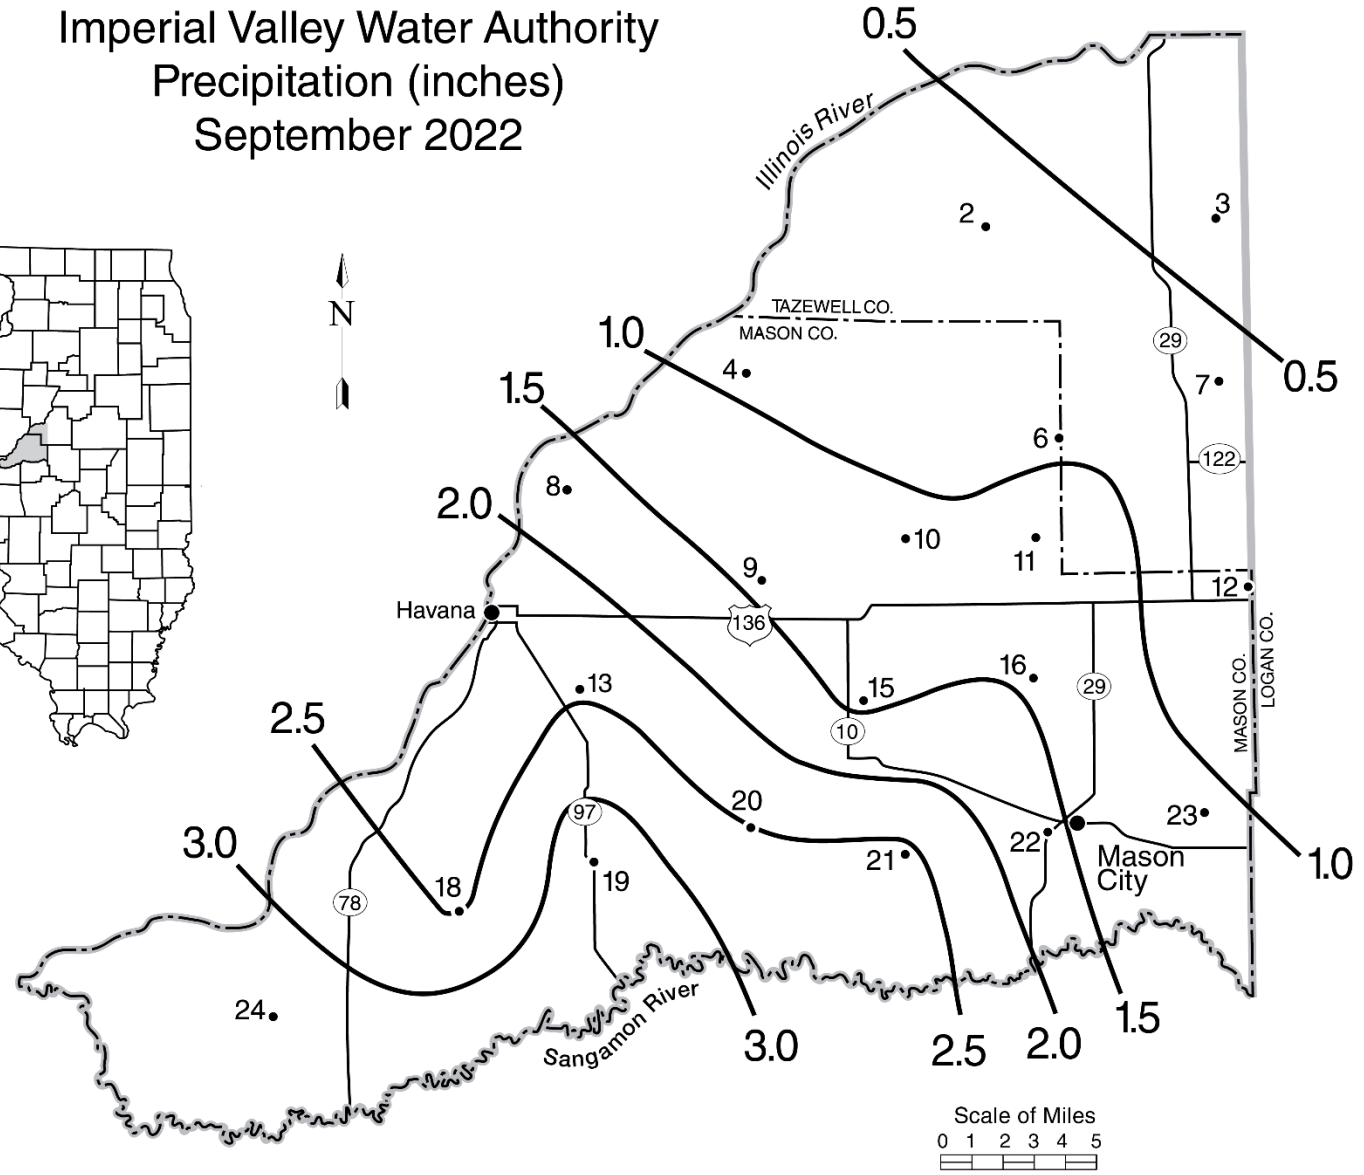 Imperial Valley Water Authority
Precipitation (inches)
September 2022
0.5
Illinois River
2
3
N
TAZEWELL CO.
MASON CO.
1.0
29
4
0.5
7
1.5
6
122
8
2.0
10
11
9
12
Havana
136
MASON CO.
LOGAN CO.
16
13
15
29
2.5
10
20
97
23
3.0
22
21
Mason
City
1.0
18
19
78
24
Sangamon River
3.0
2.5
2.0
1.5
Scale of Miles
0 1 2 3 4 5